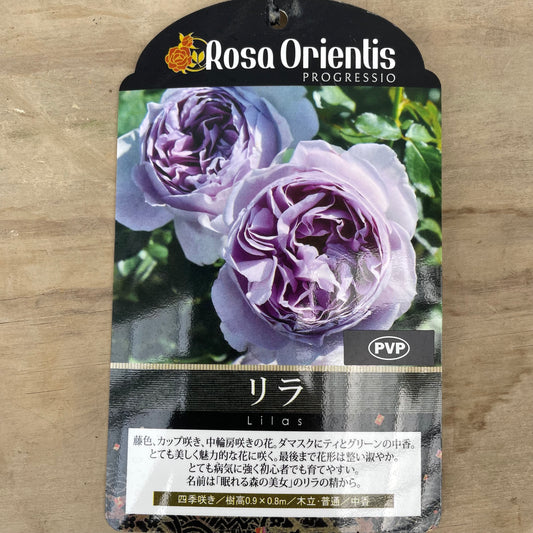 Rosa Orientis
PROGRESSIO
PVP
リラ
Lilas
藤色、カップ咲き、中輪房咲きの花。ダマスクにティとグリーンの中香。
とても美しく魅力的な花に咲く。最後まで花形は整い淑やか。
とても病気に強く初心者でも育てやすい。
名前は「眠れる森の美女」のリラの精から。
四季咲き／樹高0.9×0.8m／木立・普通／中香